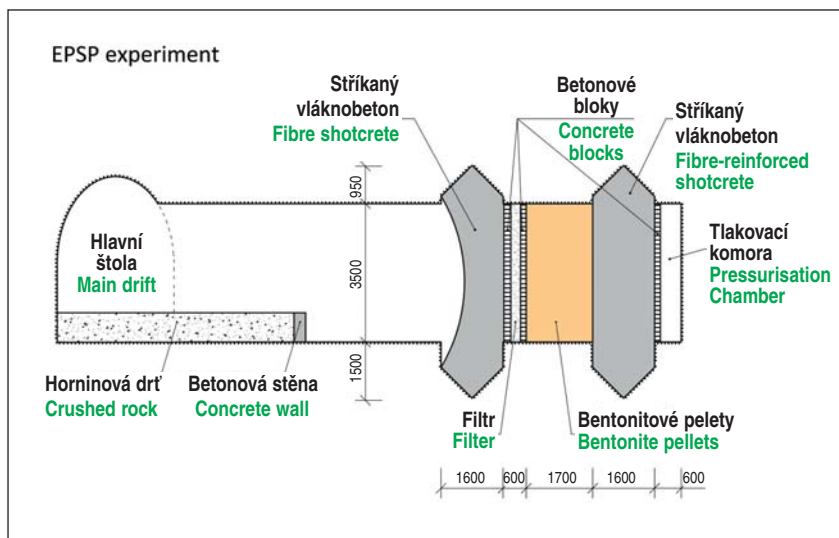 EPSP experiment
Stříkaný
vláknobeton
Fibre shotcrete
Betonové
bloky
Concrete
blocks
Stříkaný
vláknobeton
Fibre-reinforced
shotcrete
950
Hlavní
štola
Main drift
3500
Tlakovací
komora
Pressurisation
Chamber
1500
Horninová drť
Crushed rock
Betonová stěna
Concrete wall
Filtr
Filter
Bentonitové pelety
Bentonite pellets
1600 600 1700 1600 600